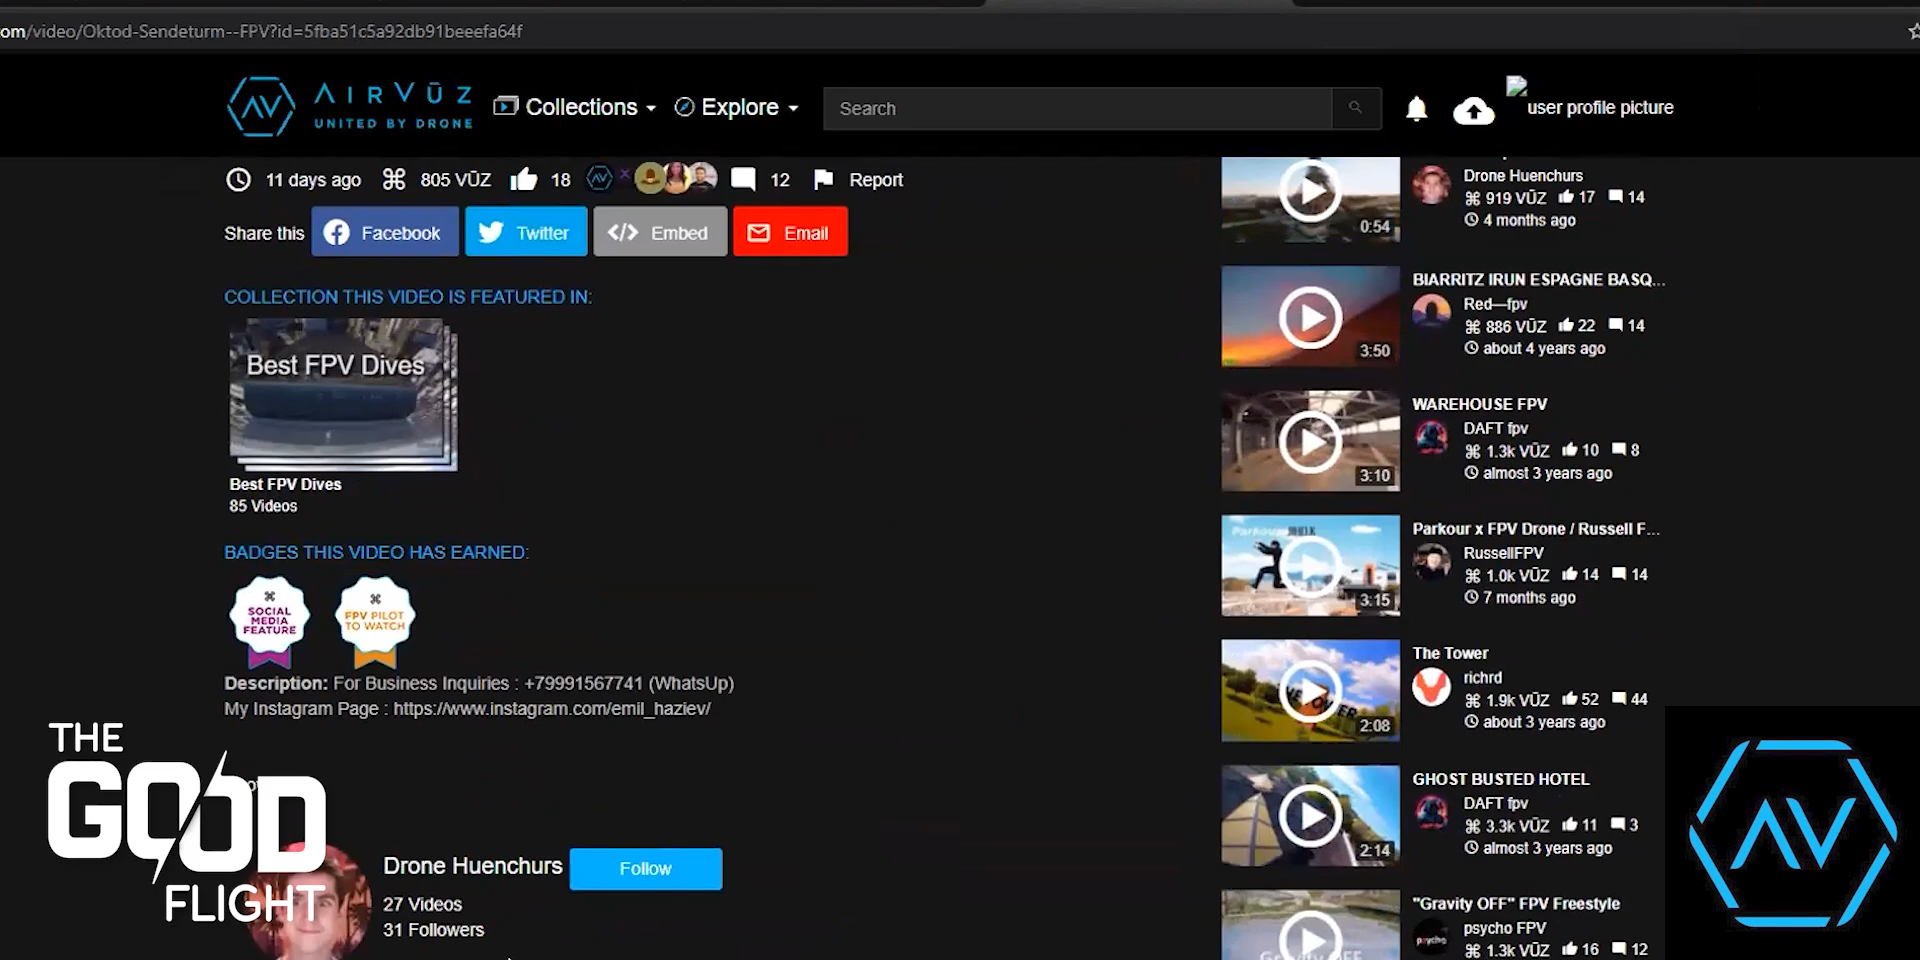 om/video/Oktod-Sendeturm--FPV?id=5fba51c5a92db91beeefa64f
AIRVŪZ
UNITED BY DRONE
Collections
Explore
Search
user profile picture
11 days ago
805 VŪZ
18
12
Report
Share this
Facebook
Twitter
Embed
Email
COLLECTION THIS VIDEO IS FEATURED IN:
Best FPV Dives
Best FPV Dives
85 Videos
BADGES THIS VIDEO HAS EARNED:
SOCIAL
MEDIA
FEATURE
FPV PILOT
TO WATCH
Description: For Business Inquiries : +79991567741 (WhatsUp)
My Instagram Page : https://www.instagram.com/emil_haziev/
THE
GOOD
FLIGHT
Drone Huenchurs
Follow
27 Videos
31 Followers
0:54
Drone Huenchurs
919 VŪZ 17 14
4 months ago
3:50
BIARRITZ IRUN ESPAGNE BASQ...
Red—fpv
886 VŪZ 22 14
about 4 years ago
3:10
WAREHOUSE FPV
DAFT fpv
1.3k VŪZ 10 8
almost 3 years ago
Parkour
3:15
Parkour x FPV Drone / Russell F...
RussellFPV
1.0k VŪZ 14 14
7 months ago
2:08
The Tower
richrd
1.9k VŪZ 52 44
about 3 years ago
2:14
GHOST BUSTED HOTEL
DAFT fpv
3.3k VŪZ 11 3
almost 3 years ago
Gravity OFF
"Gravity OFF" FPV Freestyle
psycho
psycho FPV
1.3k VŪZ 16 12
AV